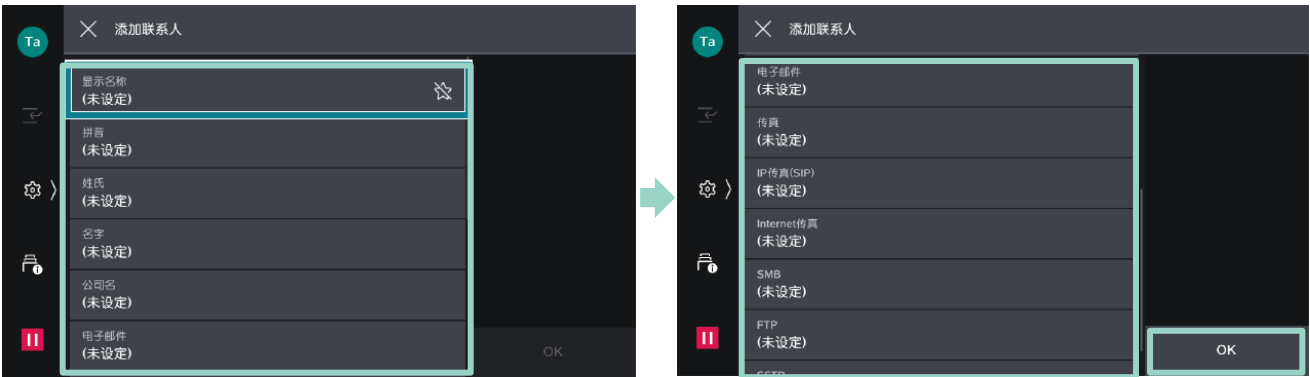 Ta
添加联系人
显示名称
(未设定)
拼音
(未设定)
姓氏
(未设定)
名字
(未设定)
公司名
(未设定)
电子邮件
(未设定)
OK
Ta
添加联系人
电子邮件
(未设定)
传真
(未设定)
IP传真(SIP)
(未设定)
Internet传真
(未设定)
SMB
(未设定)
FTP
(未设定)
SFTP
OK